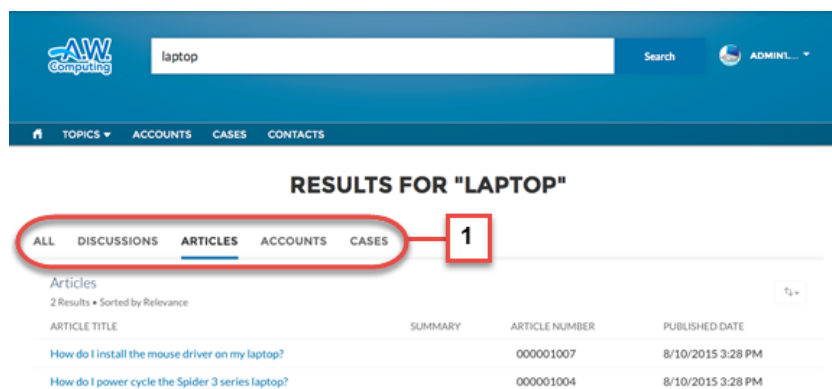 A.W. Computing
laptop
Search
ADMIN1... ▾
TOPICS ▾ ACCOUNTS CASES CONTACTS
RESULTS FOR "LAPTOP"
ALL DISCUSSIONS ARTICLES ACCOUNTS CASES
1
Articles
2 Results • Sorted by Relevance
ARTICLE TITLE SUMMARY ARTICLE NUMBER PUBLISHED DATE
How do I install the mouse driver on my laptop? 000001007 8/10/2015 3:28 PM
How do I power cycle the Spider 3 series laptop? 000001004 8/10/2015 3:28 PM